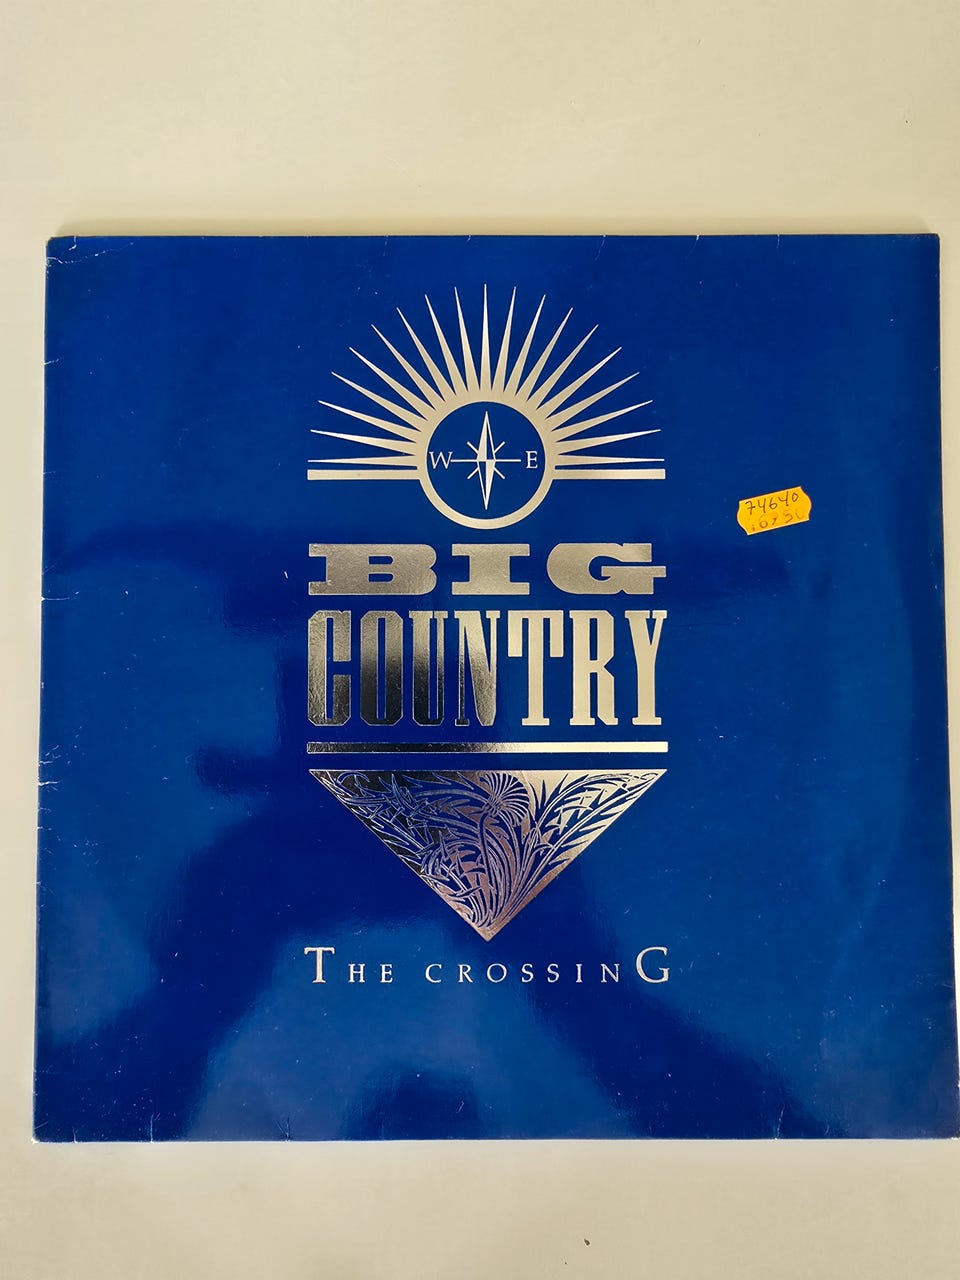 W E
74640
BIG
COUNTRY
THE CROSSING